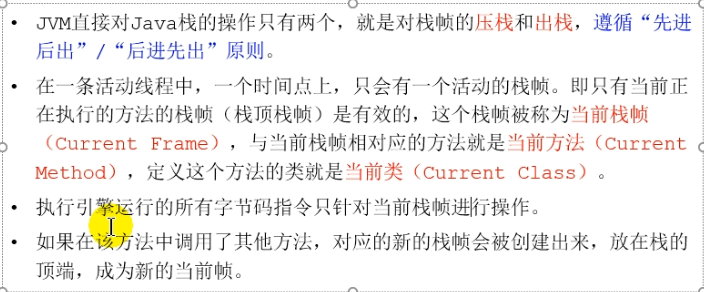 • JVM直接对Java栈的操作只有两个，就是对栈帧的压栈和出栈，遵循“先进
后出”/“后进先出”原则。
• 在一条活动线程中，一个时间点上，只会有一个活动的栈帧。即只有当前正
在执行的方法的栈帧（栈顶栈帧）是有效的，这个栈帧被称为当前栈帧
（Current Frame），与当前栈帧相对应的方法就是当前方法（Current
Method），定义这个方法的类就是当前类（Current Class）。
• 执行引擎运行的所有字节码指令只针对当前栈帧进行操作。
• 如果在该方法中调用了其他方法，对应的新的栈帧会被创建出来，放在栈的
顶端，成为新的当前帧。